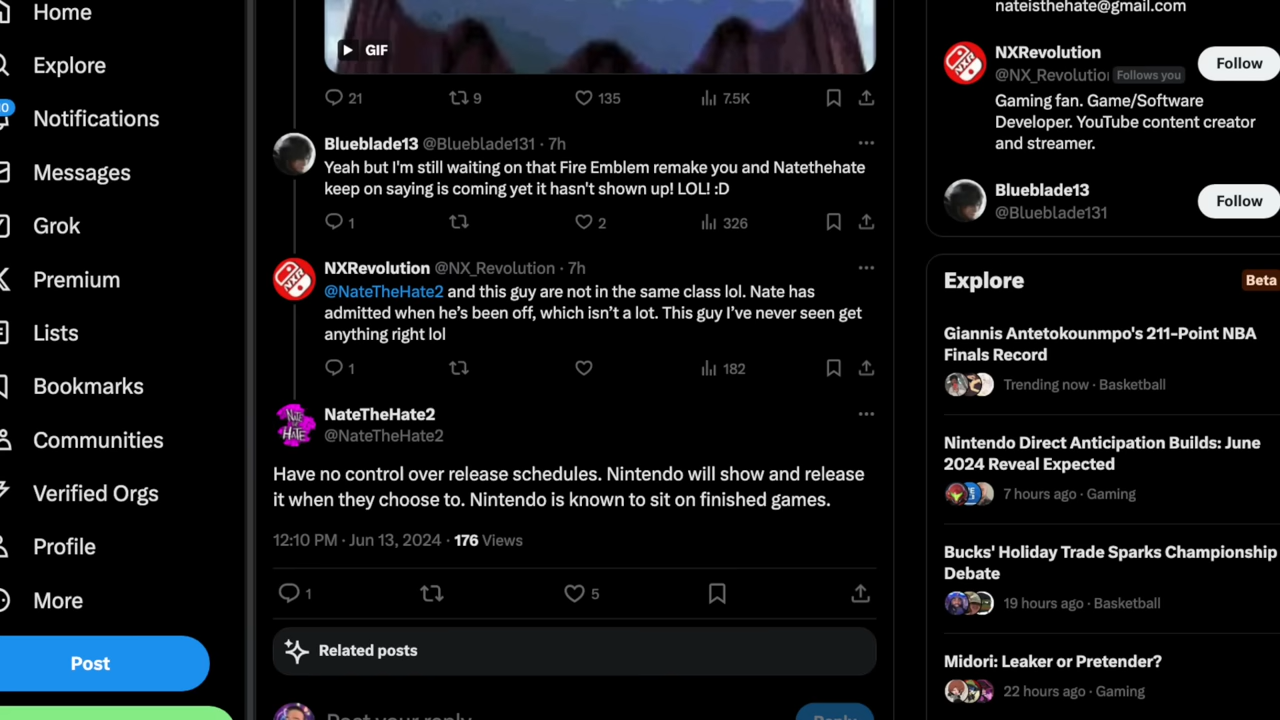 Home
Explore
Notifications
Messages
Grok
Premium
Lists
Bookmarks
Communities
Verified Orgs
Profile
More
Post
GIF
21 9 135 7.5K
Blueblade13 @Blueblade131 · 7h
Yeah but I'm still waiting on that Fire Emblem remake you and Natethehate
keep on saying is coming yet it hasn't shown up! LOL! :D
1 2 326
NXRevolution @NX_Revolution · 7h
@NateTheHate2 and this guy are not in the same class lol. Nate has
admitted when he’s been off, which isn’t a lot. This guy I’ve never seen get
anything right lol
1 182
NateTheHate2
@NateTheHate2
Have no control over release schedules. Nintendo will show and release
it when they choose to. Nintendo is known to sit on finished games.
12:10 PM · Jun 13, 2024 · 176 Views
1 5
Related posts
Post your reply
Reply
nateisthehate@gmail.com
NXRevolution
@NX_Revolutio Follows you
Follow
Gaming fan. Game/Software
Developer. YouTube content creator
and streamer.
Blueblade13
@Blueblade131
Follow
Explore
Beta
Giannis Antetokounmpo's 211-Point NBA
Finals Record
Trending now · Basketball
Nintendo Direct Anticipation Builds: June
2024 Reveal Expected
7 hours ago · Gaming
Bucks' Holiday Trade Sparks Championship
Debate
19 hours ago · Basketball
Midori: Leaker or Pretender?
22 hours ago · Gaming